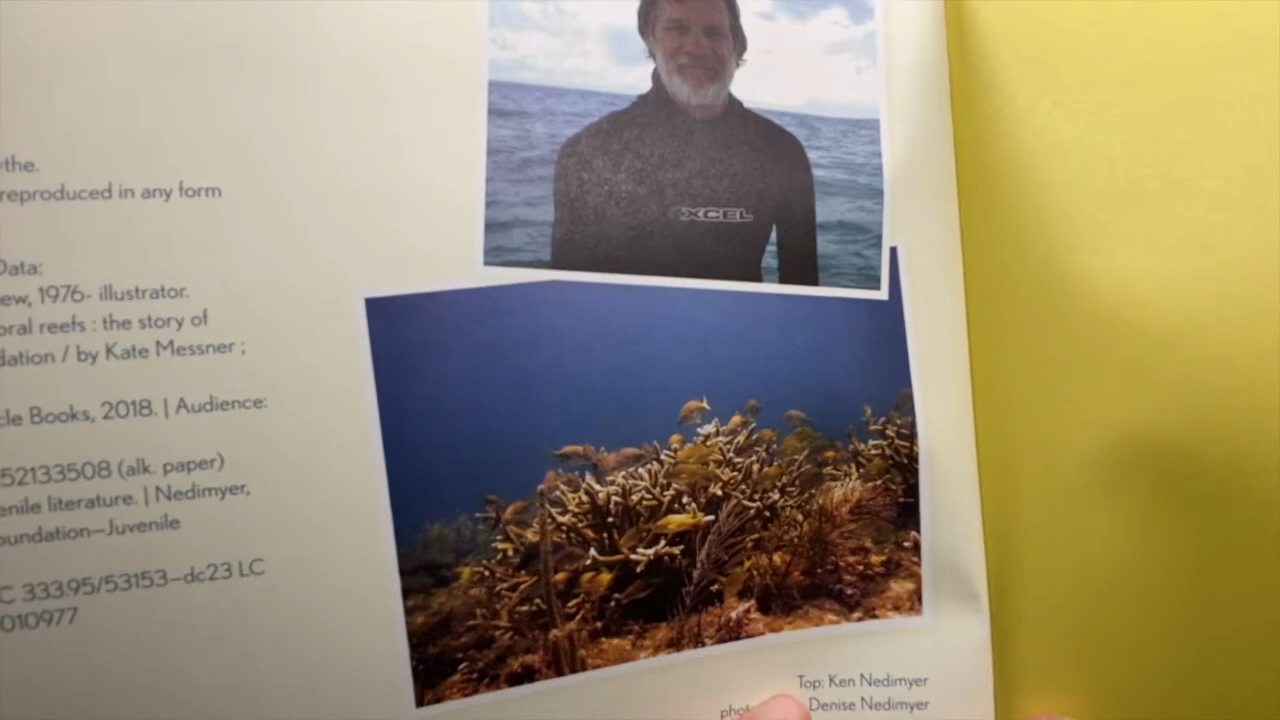 the.
reproduced in any form
Data:
ew, 1976- illustrator.
oral reefs : the story of
dation / by Kate Messner ;
cle Books, 2018. | Audience:
52133508 (alk. paper)
enile literature. | Nedimyer,
oundation—Juvenile
C 333.95/53153—dc23 LC
010977
XCEL
Top: Ken Nedimyer
Denise Nedimyer